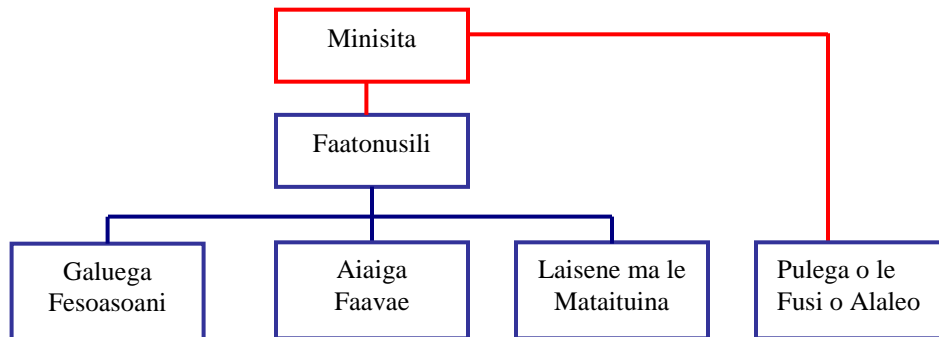 Minisita
Faatonusili
Galuega
Fesoasoani
Aiaiga
Faavae
Laisene ma le
Mataituina
Pulega o le
Fusi o Alaleo